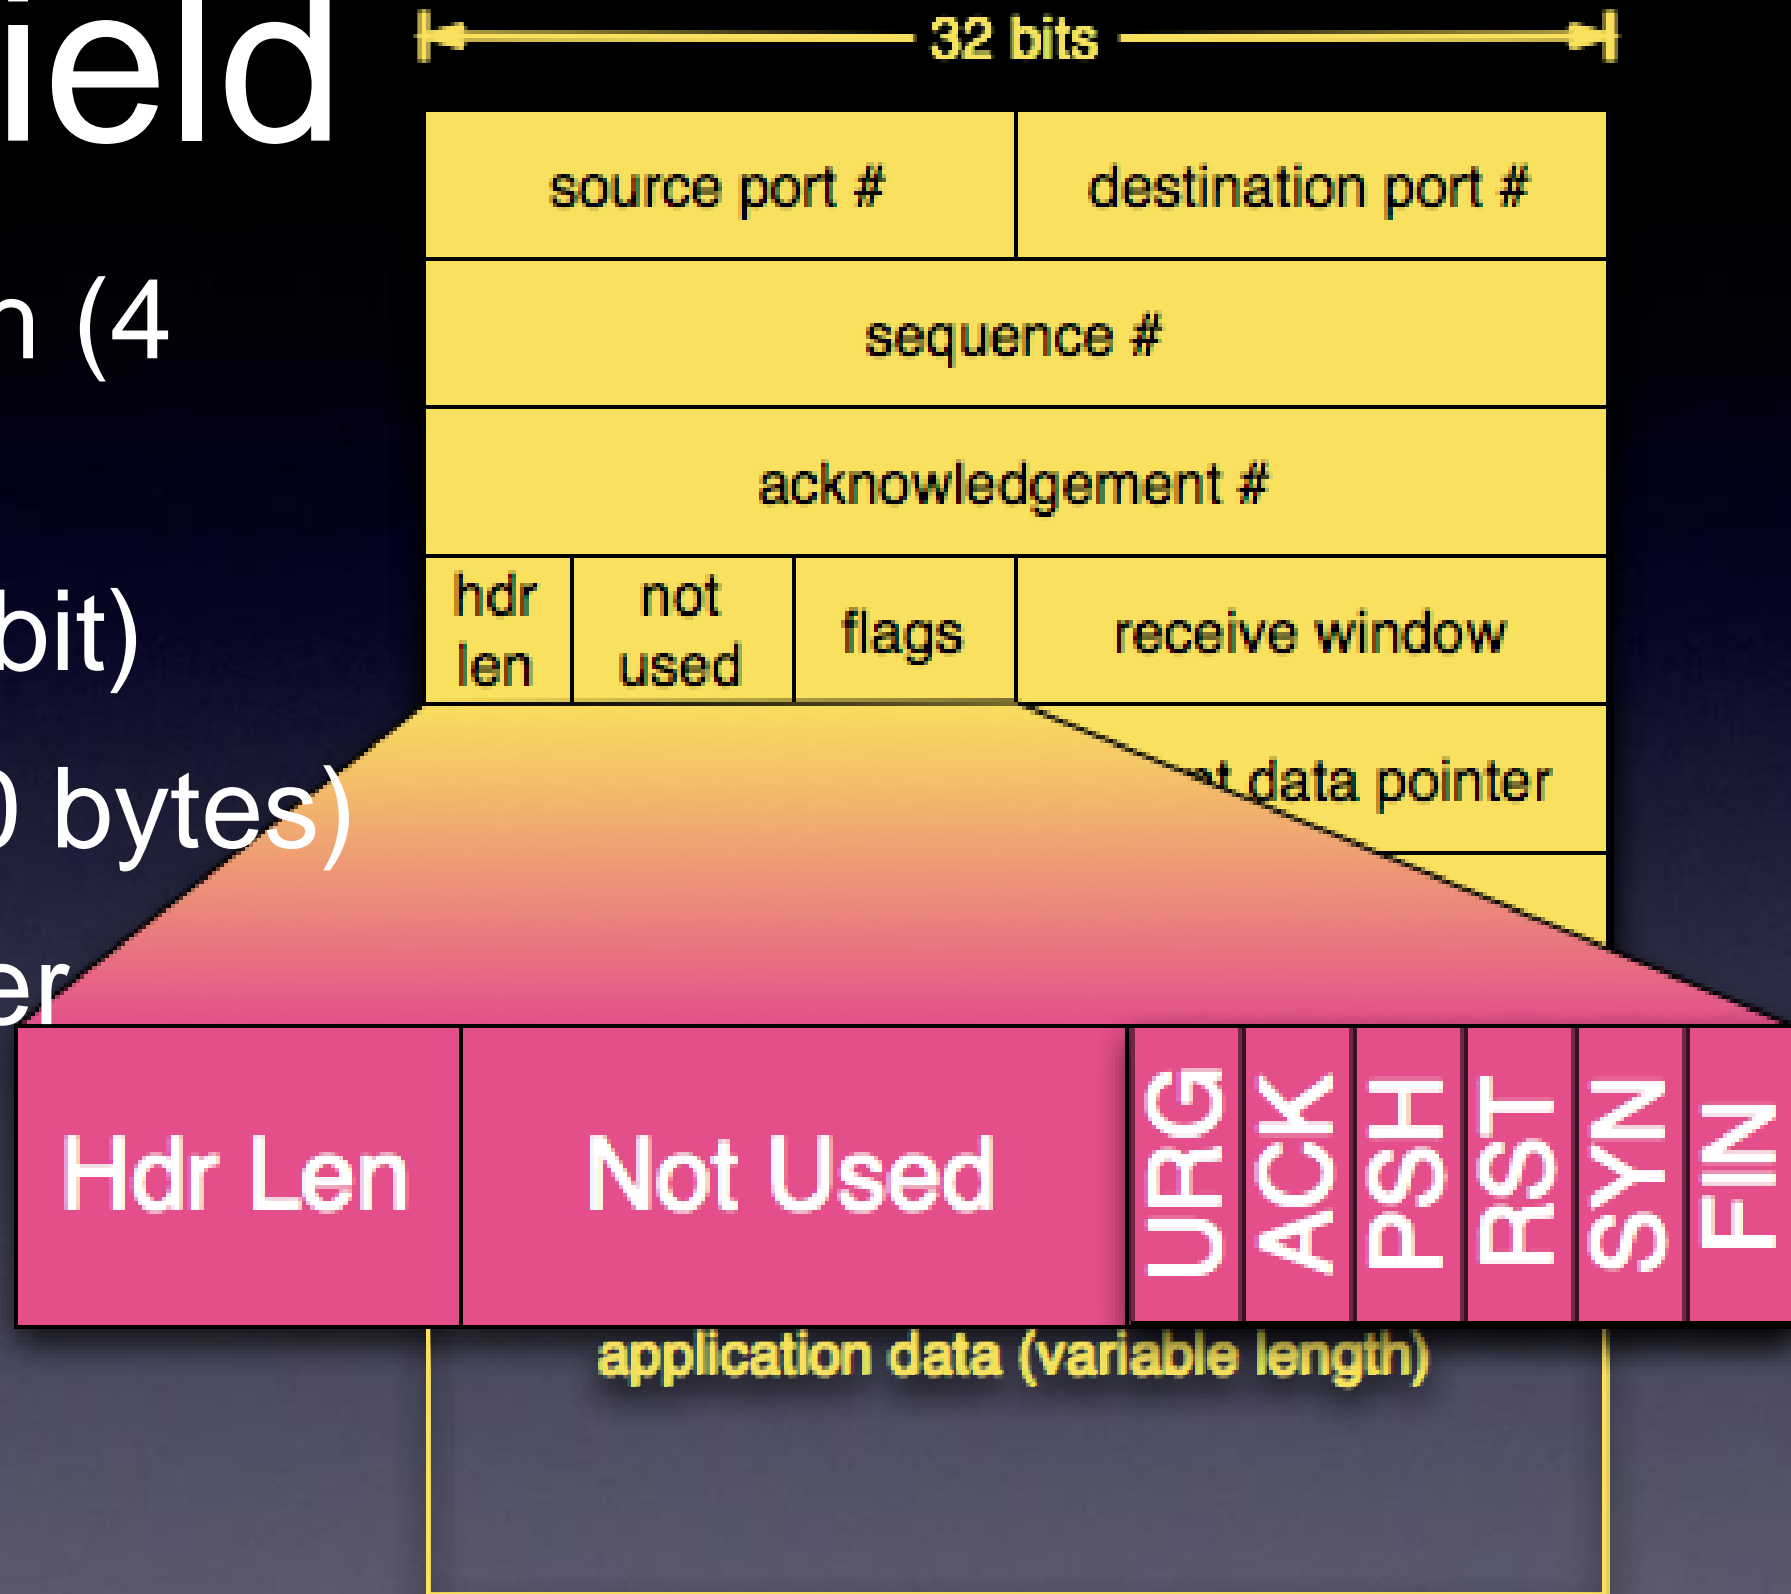 ield
n (4
bit)
0 bytes)
er
32 bits
source port #
destination port #
sequence #
acknowledgement #
hdr
len
not
used
flags
receive window
data pointer
Hdr Len
Not Used
URG
ACK
PSH
RST
SYN
FIN
application data (variable length)